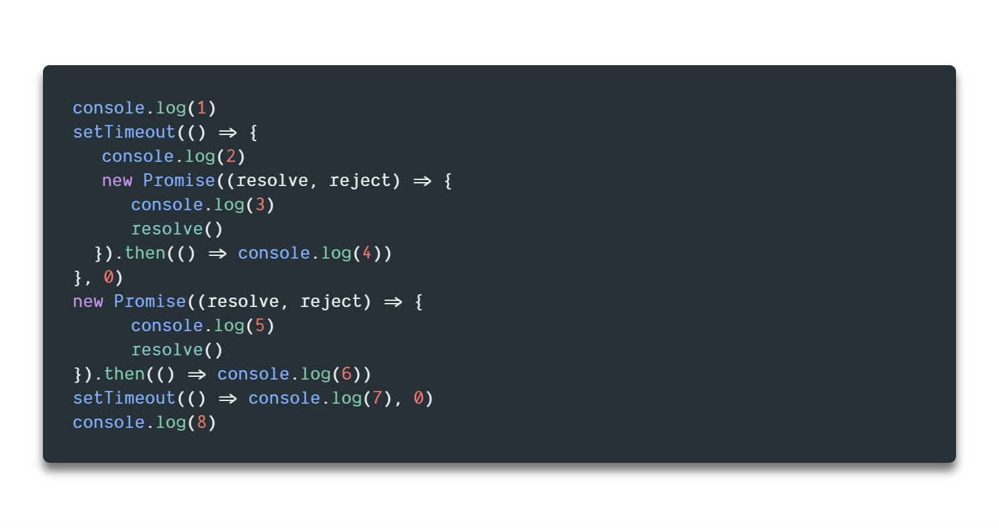 console.log(1)
setTimeout(() => {
   console.log(2)
   new Promise((resolve, reject) => {
      console.log(3)
      resolve()
  }).then(() => console.log(4))
}, 0)
new Promise((resolve, reject) => {
      console.log(5)
      resolve()
}).then(() => console.log(6))
setTimeout(() => console.log(7), 0)
console.log(8)